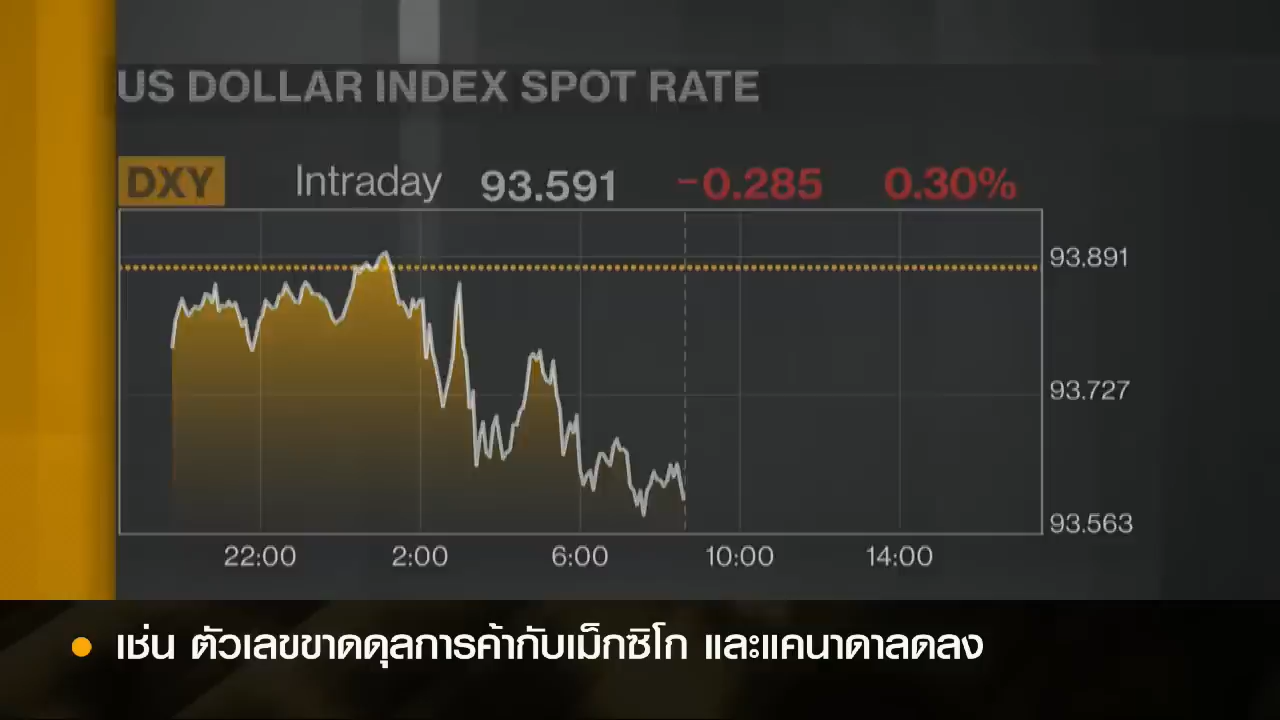 US DOLLAR INDEX SPOT RATE
DXY Intraday 93.591 -0.285 0.30%
93.891
93.727
93.563
22:00 2:00 6:00 10:00 14:00
เช่น ตัวเลขขาดดุลการค้ากับเม็กซิโก และแคนาดาลดลง